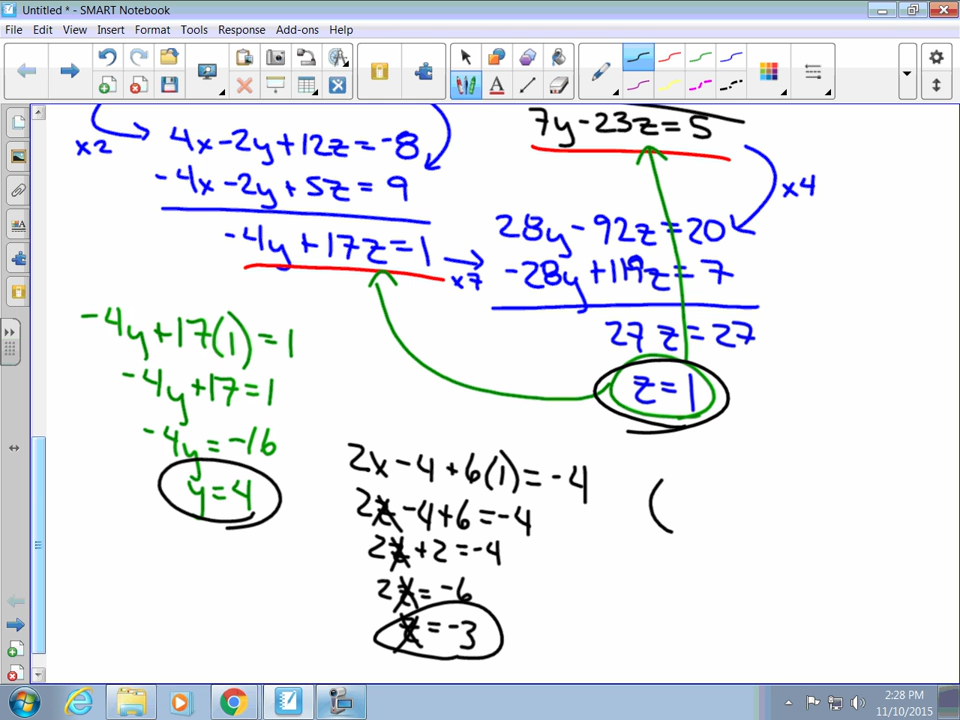 Untitled * - SMART Notebook
File Edit View Insert Format Tools Response Add-ons Help
x2
4x-2y+12z=-8
-4x-2y+5z=9
-4y+17z=1
x7
7y-23z=5
x4
28y-92z=20
-28y+119z=7
27z=27
z=1
-4y+17(1)=1
-4y+17=1
-4y=-16
y=4
2x-4+6(1)=-4
2x-4+6=-4
2x+2=-4
2x=-6
x=-3
(
2:28 PM
11/10/2015